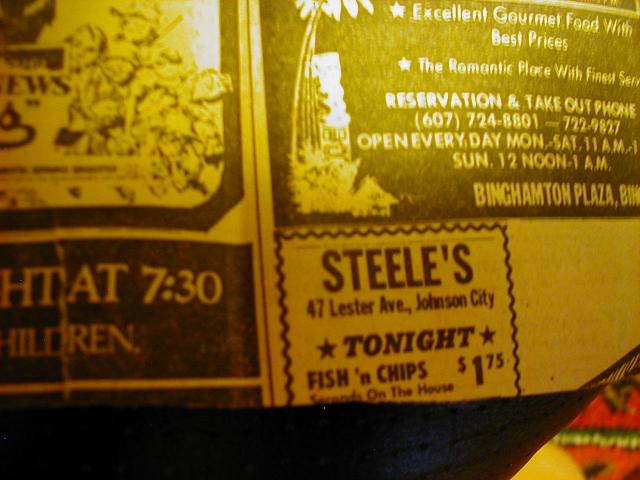 EWS
HT AT 7:30
HILDREN.
★ Excellent Gourmet Food With
Best Prices
★ The Romantic Place With Finest Serv
RESERVATION & TAKE OUT PHONE
(607) 724-8801 — 722-9827
OPEN EVERY DAY MON.-SAT. 11 A.M.-1
SUN. 12 NOON-1 A.M.
BINGHAMTON PLAZA, BIN
STEELE'S
47 Lester Ave., Johnson City
★ TONIGHT ★
FISH 'n CHIPS $1 75
Seconds On The House